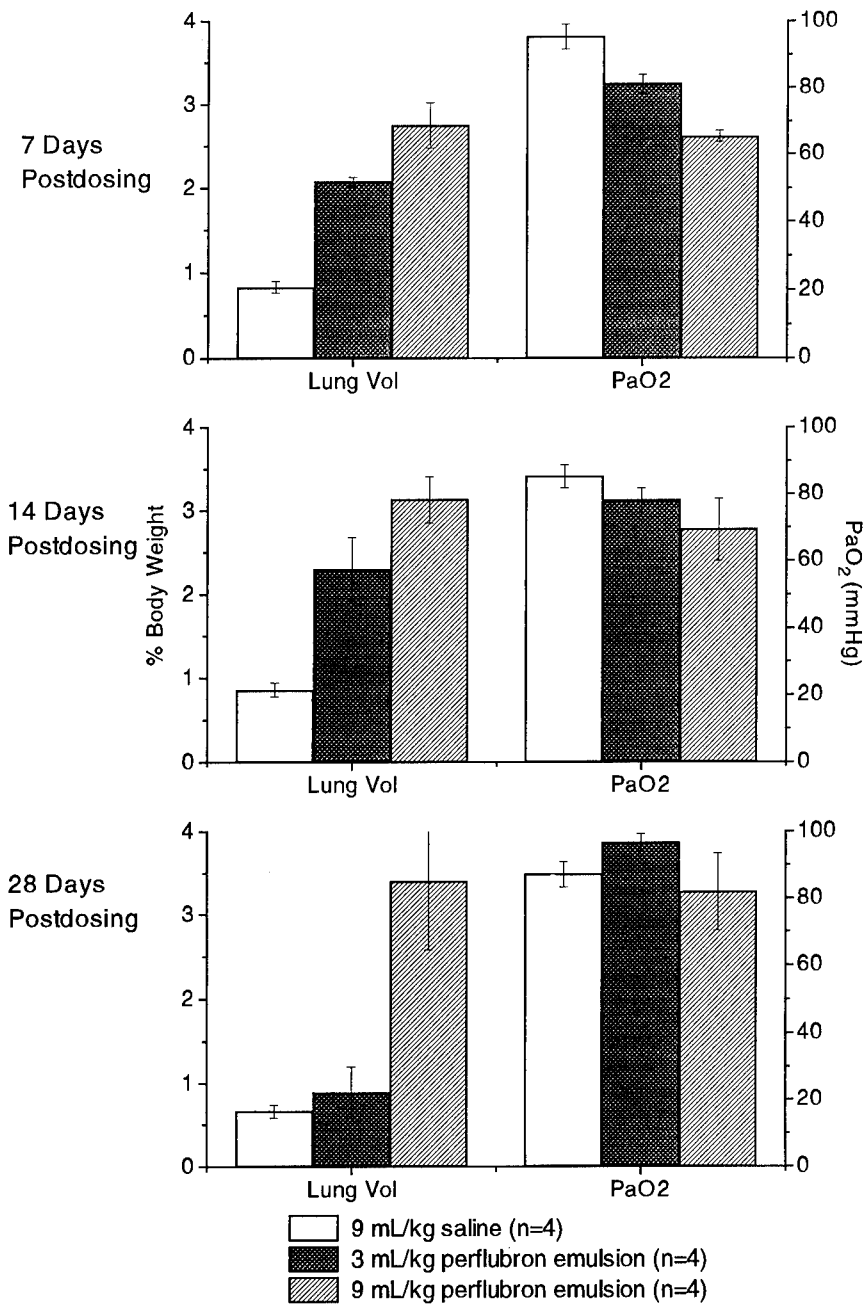 7 Days
Postdosing
4
3
2
1
0
100
80
60
40
20
0
Lung Vol
PaO2
14 Days
Postdosing
% Body Weight
4
3
2
1
0
100
80
60
40
20
0
PaO2 (mmHg)
Lung Vol
PaO2
28 Days
Postdosing
4
3
2
1
0
100
80
60
40
20
0
Lung Vol
PaO2
9 mL/kg saline (n=4)
3 mL/kg perflubron emulsion (n=4)
9 mL/kg perflubron emulsion (n=4)